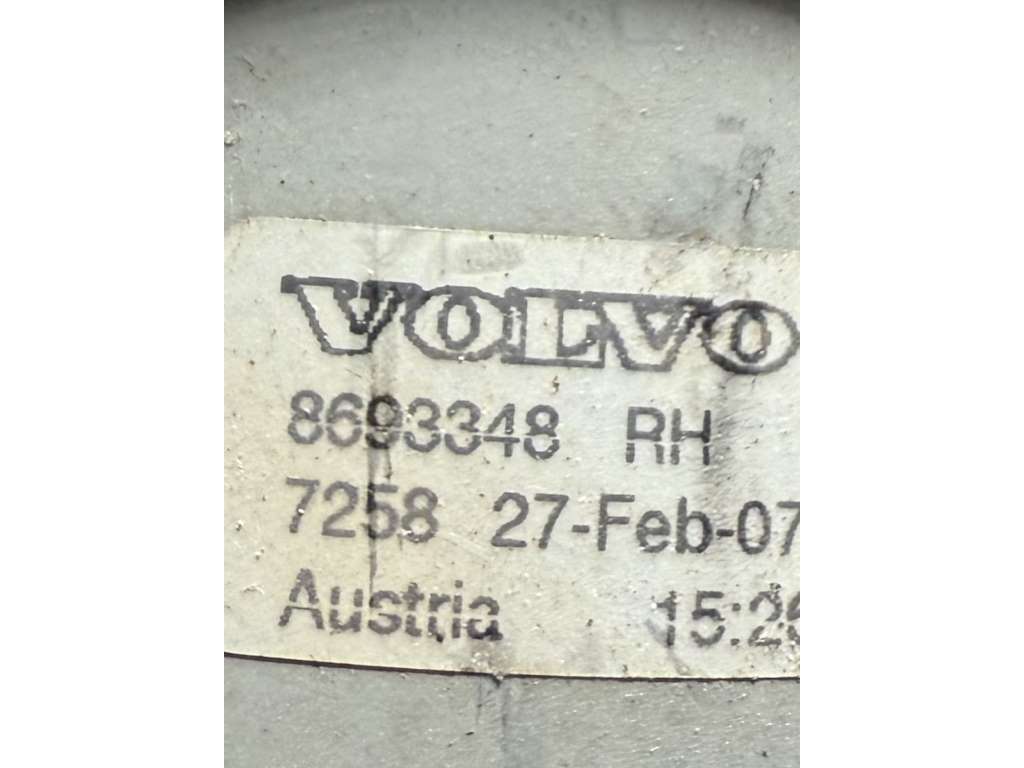 VOLVO
8693348 RH
7258 27-Feb-07
Austria